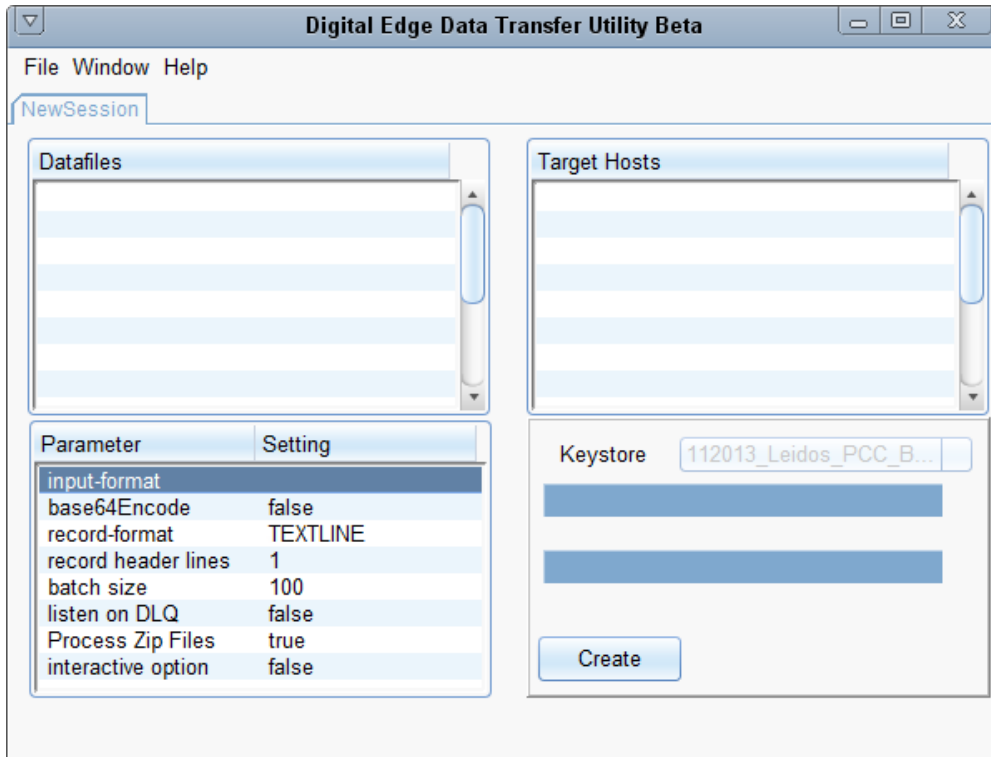 Digital Edge Data Transfer Utility Beta
File Window Help
NewSession
Datafiles
Target Hosts
Parameter Setting
input-format
base64Encode false
record-format TEXTLINE
record header lines 1
batch size 100
listen on DLQ false
Process Zip Files true
interactive option false
Keystore 112013_Leidos_PCC_B...
Create